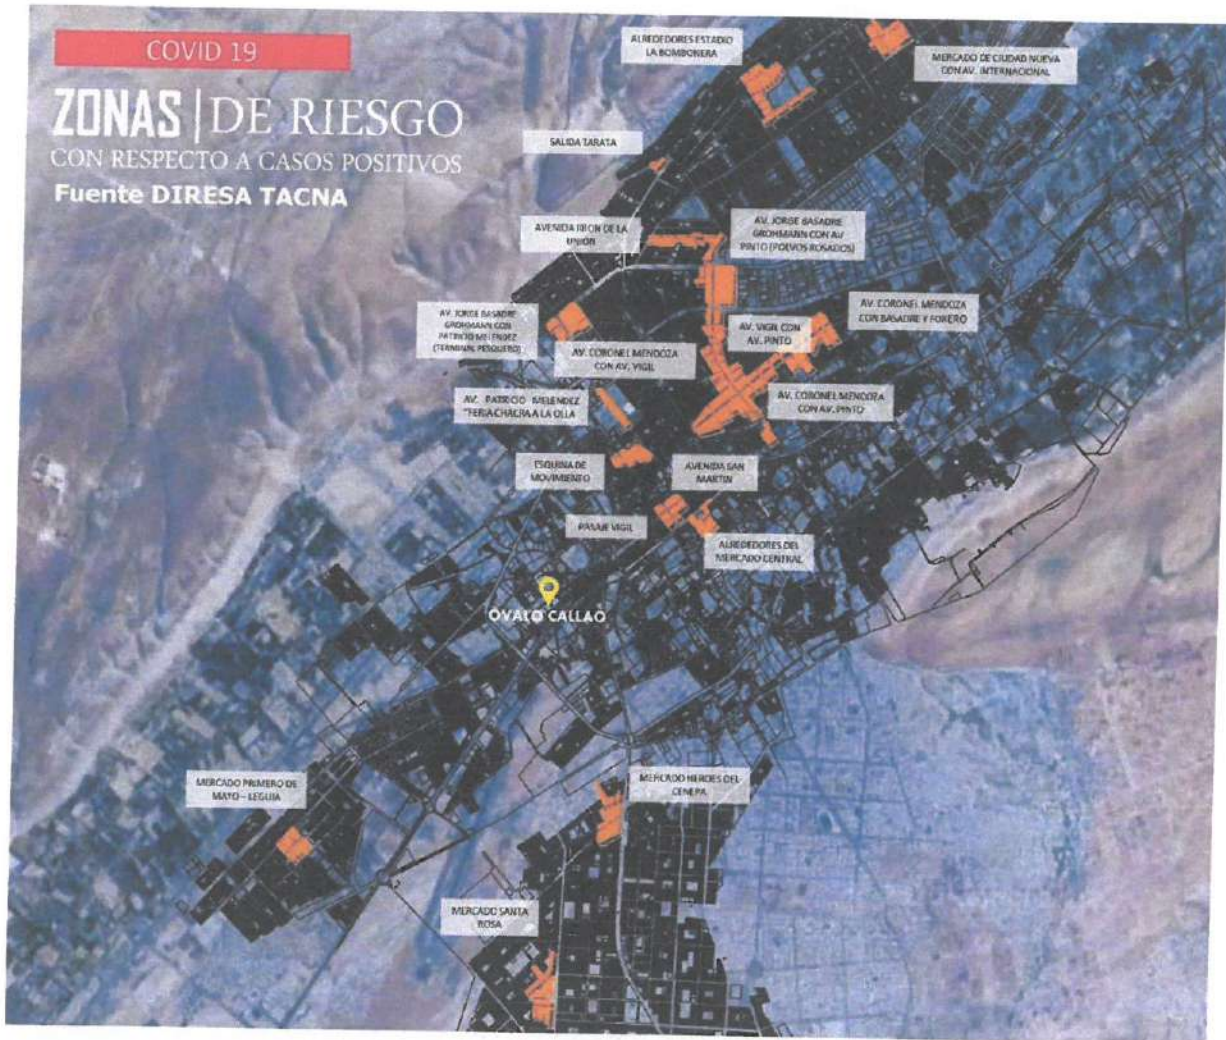 COVID 19
ZONAS | DE RIESGO
CON RESPECTO A CASOS POSITIVOS
Fuente DIRESA TACNA
ALREDEDORES ESTADIO
LA BOMBONERA
MERCADO DE CIUDAD NUEVA
CON AV. INTERNACIONAL
SALIDA TARATA
AVENIDA JIRON DE LA
UNION
AV. JORGE BASADRE
GROHMANN CON AV
PINTO (POLVOS ROSADOS)
AV. JORGE BASADRE
GROHMANN CON
PATRICIO MELENDEZ
(TERMINAL PESQUERO)
AV. CORONEL MENDOZA
CON AV. VIGIL
AV. VIGIL CON
AV. PINTO
AV. CORONEL MENDOZA
CON BASADRE Y FORERO
AV. PATRICIO MELENDEZ
"FERIA CHACRA A LA OLLA
AV. CORONEL MENDOZA
CON AV. PINTO
ESQUINA DE
MOVIMIENTO
AVENIDA SAN
MARTIN
PASAJE VIGIL
ALREDEDORES DEL
MERCADO CENTRAL
OVALO CALLAO
MERCADO PRIMERO DE
MAYO – LEGUIA
MERCADO HEROES DEL
CENEPA
MERCADO SANTA
ROSA